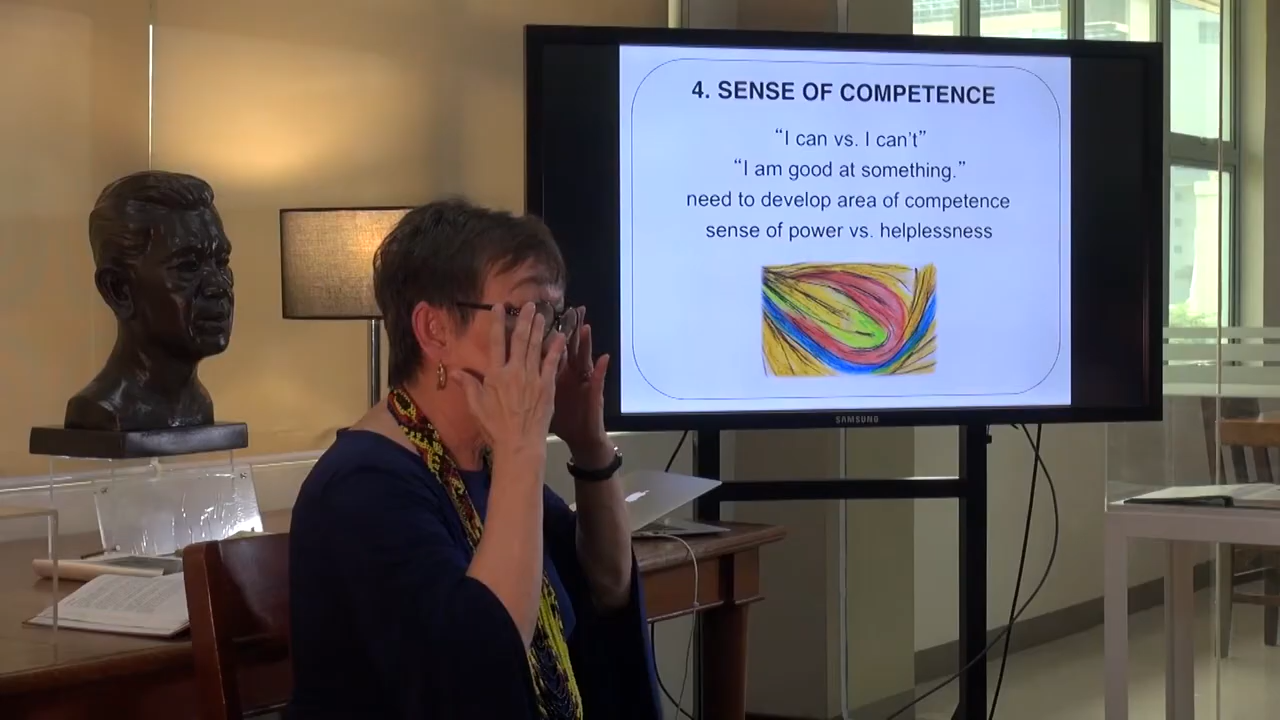 4. SENSE OF COMPETENCE
“I can vs. I can’t”
“I am good at something.”
need to develop area of competence
sense of power vs. helplessness
SAMSUNG